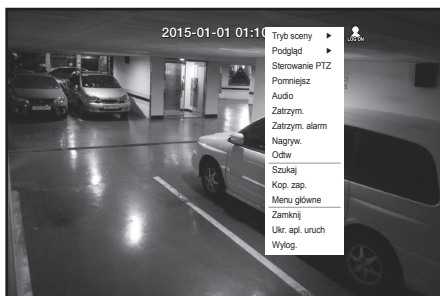 2015-01-01 01:10
LOG ON
Tryb sceny
Podgląd
Sterowanie PTZ
Pomniejsz
Audio
Zatrzym.
Zatrzym. alarm
Nagryw.
Odtw
Szukaj
Kop. zap.
Menu główne
Zamknij
Ukr. apl. uruch
Wylog.